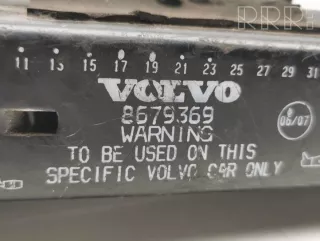 RRR
11 13 15 17 19 21 23 25 27 29 31
VOLVO
8679369
06/07
WARNING
TO BE USED ON THIS
SPECIFIC VOLVO CAR ONLY